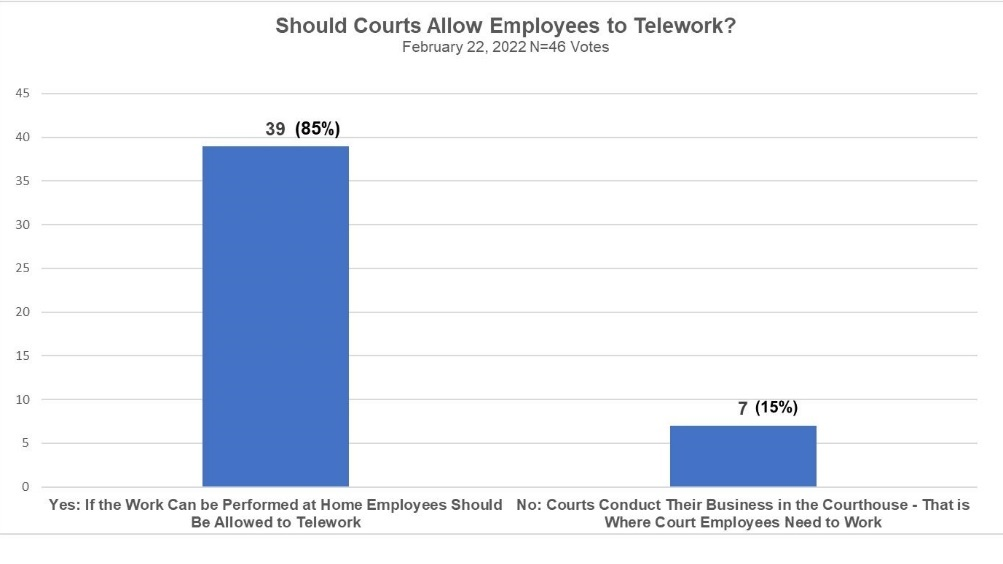 Should Courts Allow Employees to Telework?
February 22, 2022 N=46 Votes
45
40
35
30
25
20
15
10
5
0
39 (85%)
7 (15%)
Yes: If the Work Can be Performed at Home Employees Should
Be Allowed to Telework
No: Courts Conduct Their Business in the Courthouse - That is
Where Court Employees Need to Work